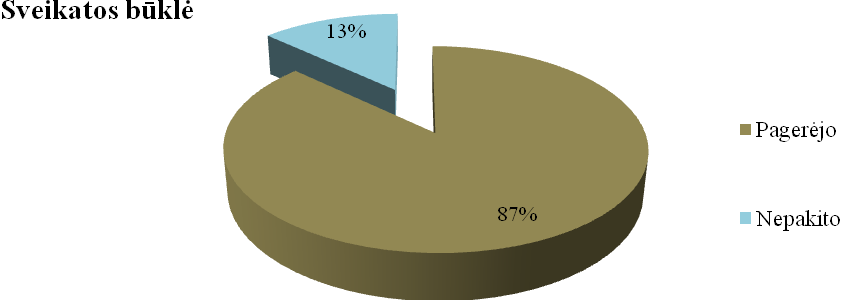 Sveikatos būklė
13%
Pagerėjo
87%
Nepakito